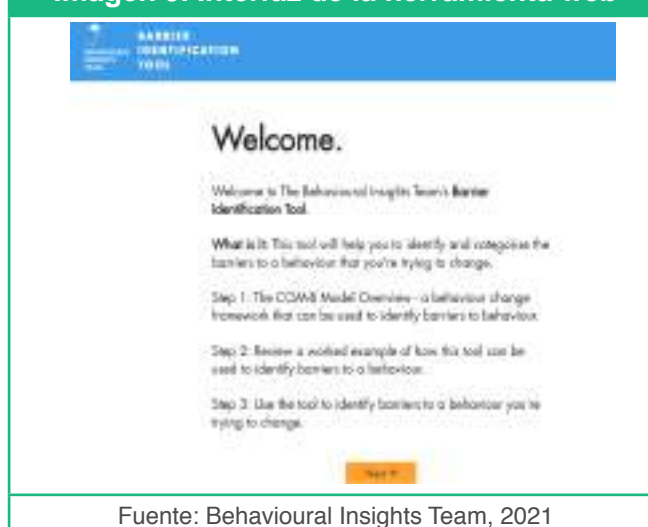 Imagen 3. Interfaz de la herramienta web
BARRIER
IDENTIFICATION
TOOL
Welcome.
Welcome to The Behavioural Insights Team's Barrier
Identification Tool.
What is it: This tool will help you to identify and categorise the
barriers to a behaviour that you're trying to change.
Step 1: The COM-B Model Overview - a behaviour change
framework that can be used to identify barriers to behaviour.
Step 2: Review a worked example of how this tool can be
used to identify barriers to a behaviour.
Step 3: Use the tool to identify barriers to a behaviour you're
trying to change.
Next
Fuente: Behavioural Insights Team, 2021